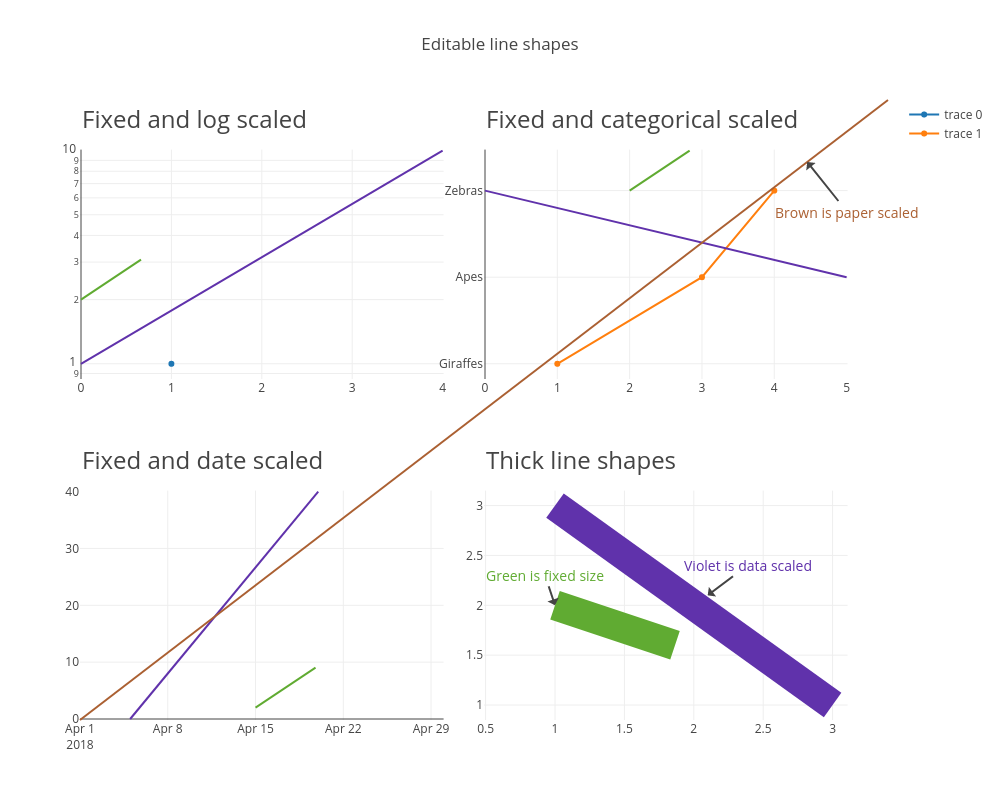 Editable line shapes
Fixed and log scaled
10
9
8
7
6
5
4
3
2
1
9
0 1 2 3 4
Fixed and categorical scaled
Zebras
Apes
Giraffes
0 1 2 3 4 5
trace 0
trace 1
Brown is paper scaled
Fixed and date scaled
40
30
20
10
0
Apr 1 Apr 8 Apr 15 Apr 22 Apr 29
2018
Thick line shapes
3
2.5
2
1.5
1
0.5 1 1.5 2 2.5 3
Violet is data scaled
Green is fixed size